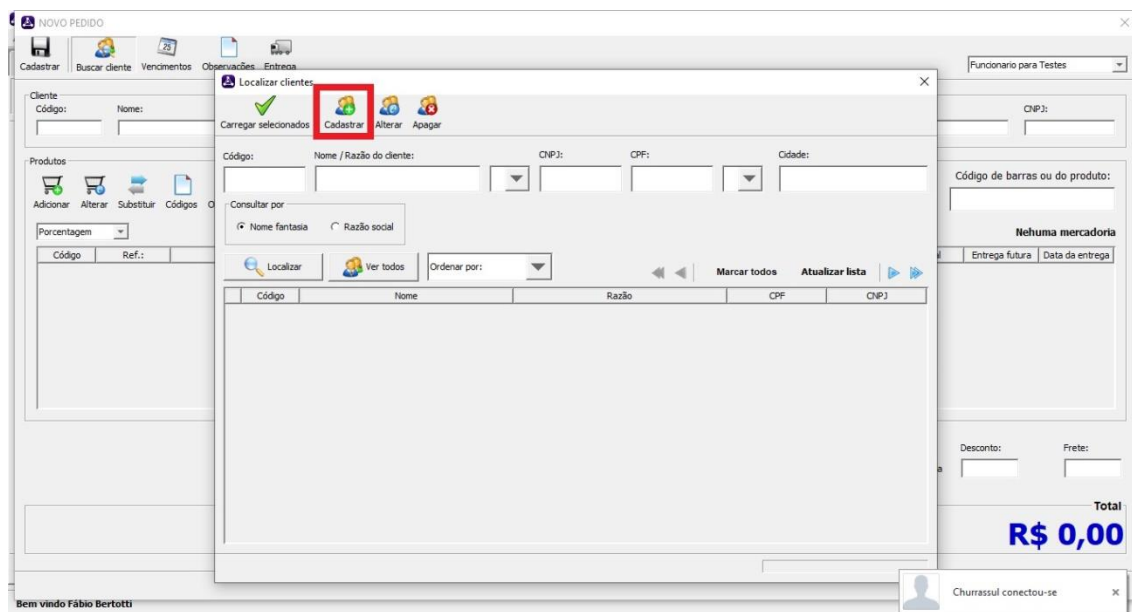 NOVO PEDIDO
Cadastrar Buscar cliente Vencimentos Observações Entrega
Funcionario para Testes
Localizar clientes
Carregar selecionados Cadastrar Alterar Apagar
Cliente
Código: Nome: CNPJ:
Código: Nome / Razão do cliente: CNPJ: CPF: Cidade:
Produtos
Adicionar Alterar Substituir Códigos O
Código de barras ou do produto:
Consultar por
Nome fantasia Razão social
Porcentagem
Nehuma mercadoria
Código Ref.: Entrega futura Data da entrega
Localizar Ver todos Ordenar por: Marcar todos Atualizar lista
Código Nome Razão CPF CNPJ
Desconto: Frete:
Total
R$ 0,00
Churrassul conectou-se
Bem vindo Fábio Bertotti